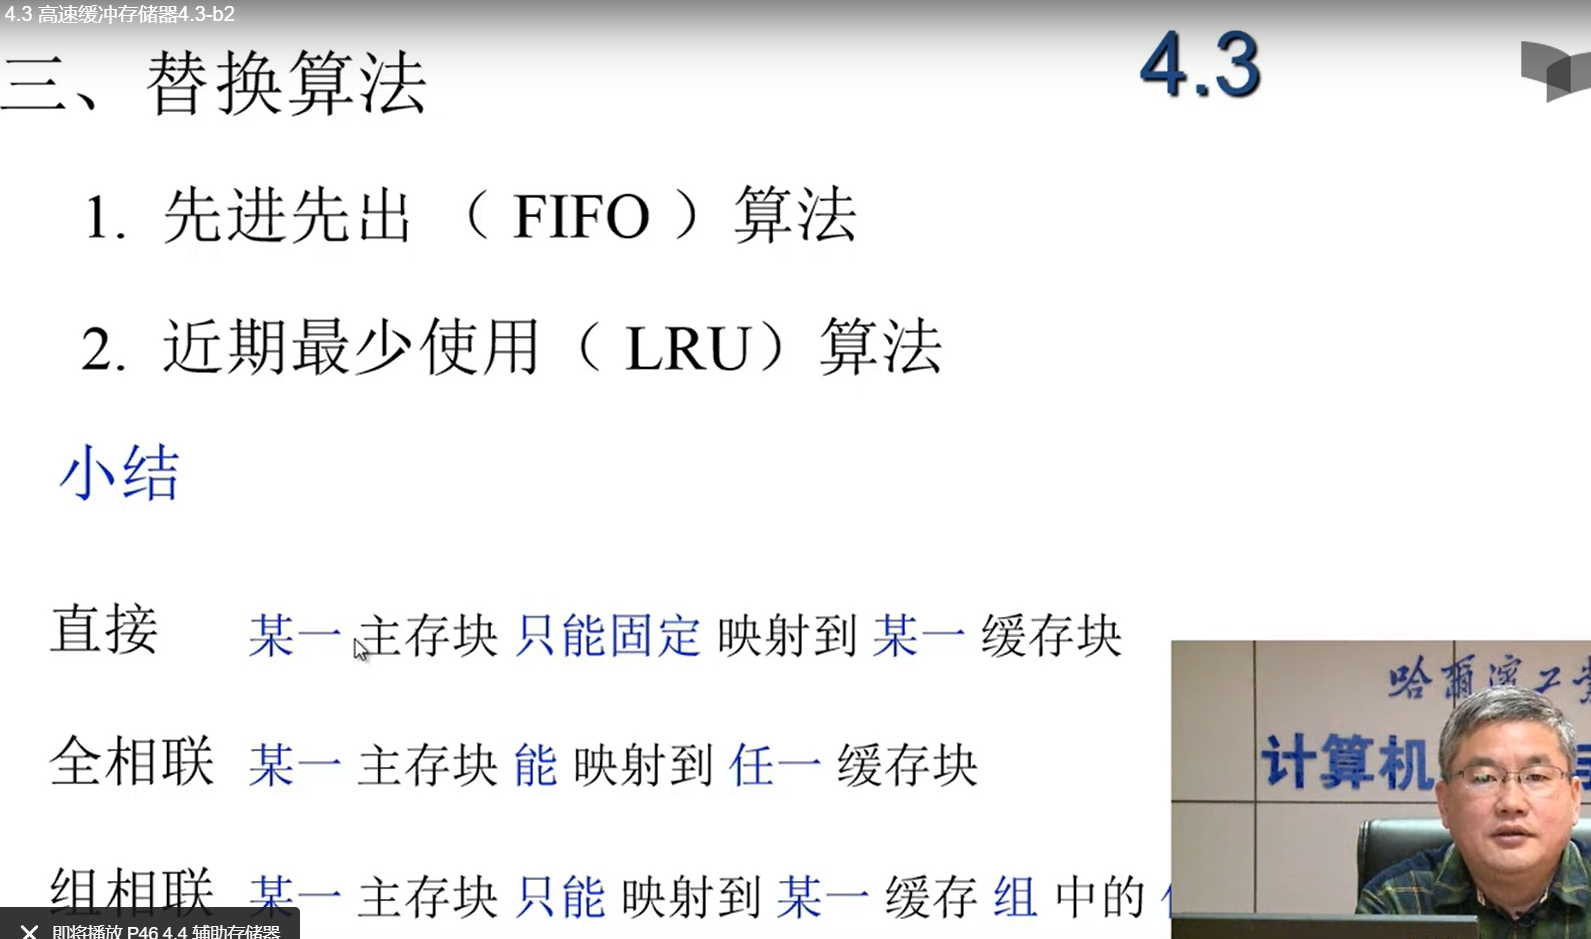 4.3 高速缓冲存储器4.3-b2
三、替换算法
4.3
1. 先进先出 （ FIFO ）算法
2. 近期最少使用（ LRU）算法
小结
直接 某一 主存块 只能固定 映射到 某一 缓存块
全相联 某一 主存块 能 映射到 任一 缓存块
组相联 某一 主存块 只能 映射到 某一 缓存 组 中的
哈尔滨工业
计算机
即将播放 P46 4.4 辅助存储器